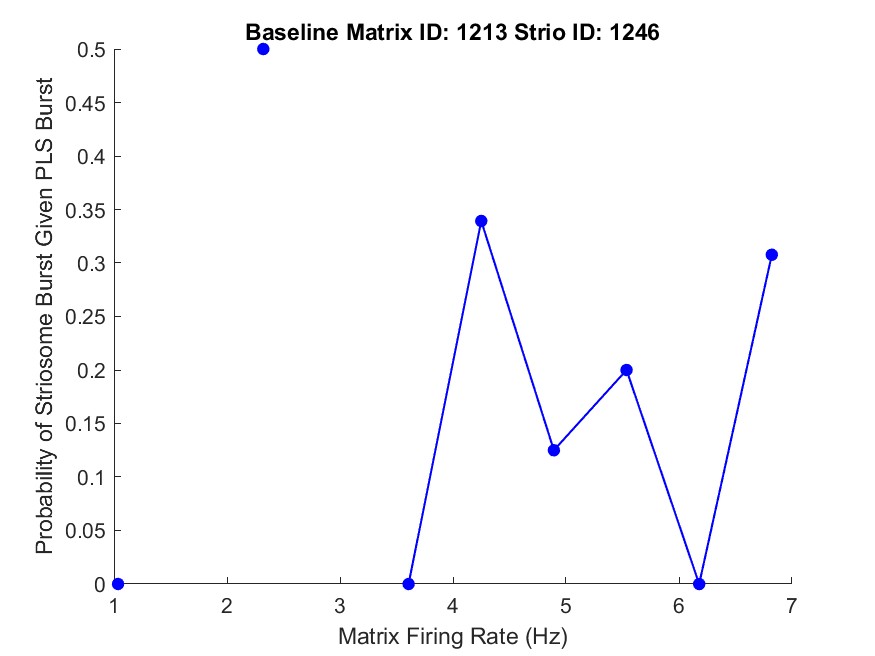 Baseline Matrix ID: 1213 Strio ID: 1246
Probability of Striosome Burst Given PLS Burst
0.5
0.45
0.4
0.35
0.3
0.25
0.2
0.15
0.1
0.05
0
1 2 3 4 5 6 7
Matrix Firing Rate (Hz)